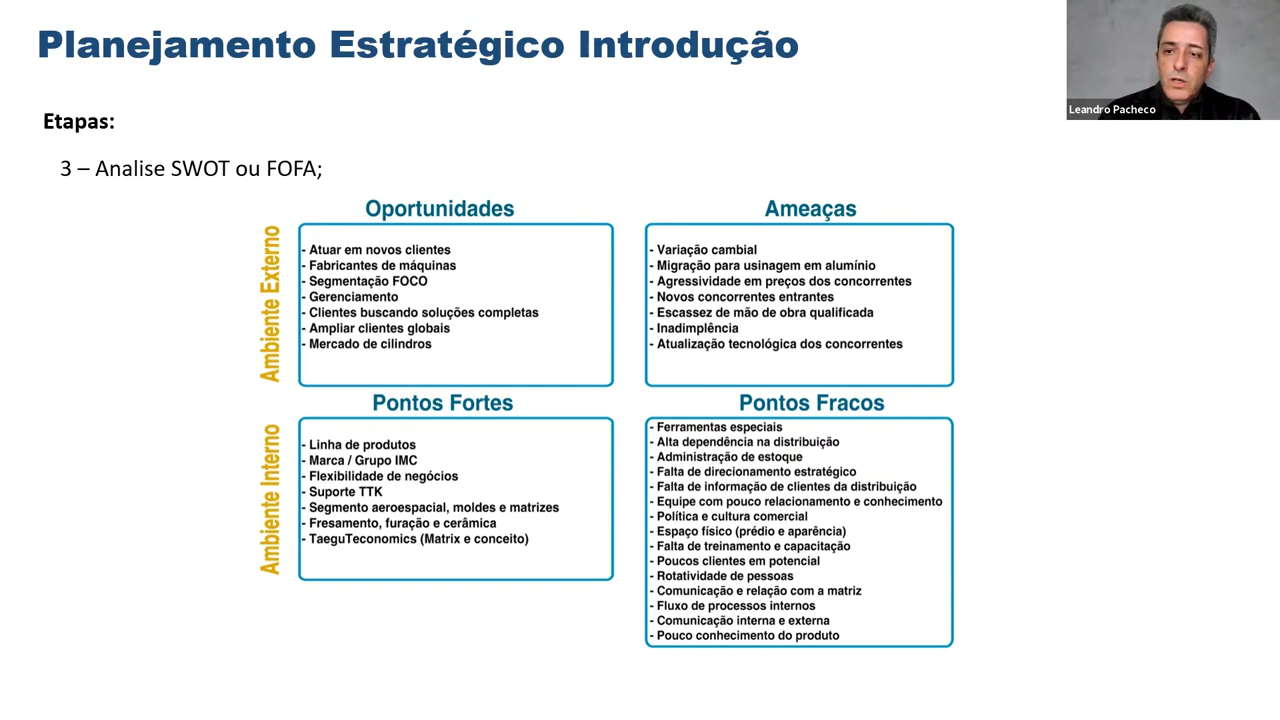 Planejamento Estratégico Introdução
Leandro Pacheco
Etapas:
3 – Analise SWOT ou FOFA;
Ambiente Externo
Oportunidades
- Atuar em novos clientes
- Fabricantes de máquinas
- Segmentação FOCO
- Gerenciamento
- Clientes buscando soluções completas
- Ampliar clientes globais
- Mercado de cilindros
Ameaças
- Variação cambial
- Migração para usinagem em alumínio
- Agressividade em preços dos concorrentes
- Novos concorrentes entrantes
- Escassez de mão de obra qualificada
- Inadimplência
- Atualização tecnológica dos concorrentes
Ambiente Interno
Pontos Fortes
- Linha de produtos
- Marca / Grupo IMC
- Flexibilidade de negócios
- Suporte TTK
- Segmento aeroespacial, moldes e matrizes
- Fresamento, furação e cerâmica
- TaeguTeconomics (Matrix e conceito)
Pontos Fracos
- Ferramentas especiais
- Alta dependência na distribuição
- Administração de estoque
- Falta de direcionamento estratégico
- Falta de informação de clientes da distribuição
- Equipe com pouco relacionamento e conhecimento
- Política e cultura comercial
- Espaço físico (prédio e aparência)
- Falta de treinamento e capacitação
- Poucos clientes em potencial
- Rotatividade de pessoas
- Comunicação e relação com a matriz
- Fluxo de processos internos
- Comunicação interna e externa
- Pouco conhecimento do produto